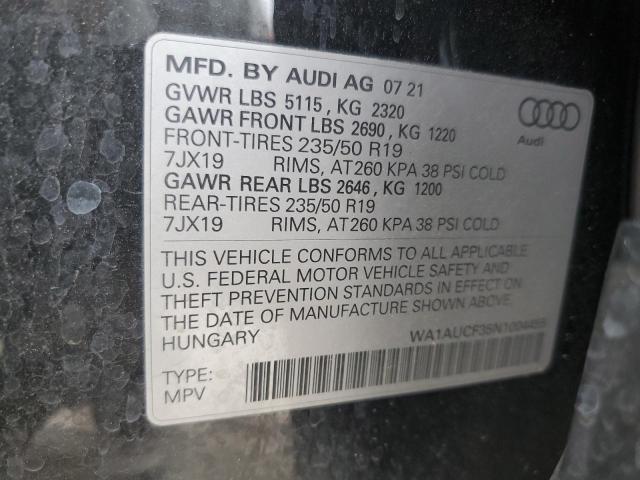 MFD. BY AUDI AG 07 21
GVWR LBS 5115, KG 2320
GAWR FRONT LBS 2690, KG 1220
FRONT-TIRES 235/50 R19
7JX19 RIMS, AT260 KPA 38 PSI COLD
GAWR REAR LBS 2646, KG 1200
REAR-TIRES 235/50 R19
7JX19 RIMS, AT260 KPA 38 PSI COLD
Audi
THIS VEHICLE CONFORMS TO ALL APPLICABLE
U.S. FEDERAL MOTOR VEHICLE SAFETY AND
THEFT PREVENTION STANDARDS IN EFFECT ON
THE DATE OF MANUFACTURE SHOWN ABOVE.
HUNGARY
TYPE:
MPV